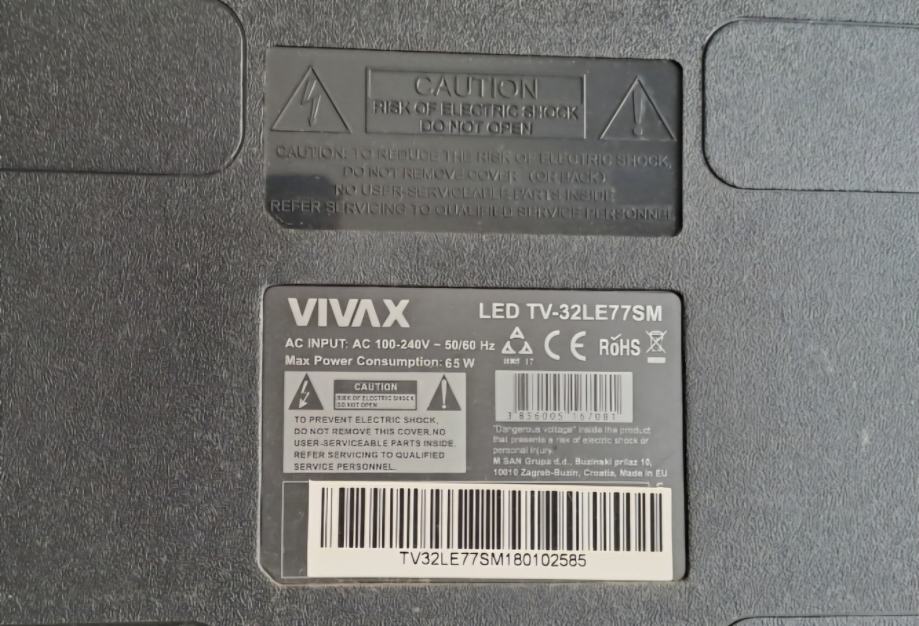 CAUTION
RISK OF ELECTRIC SHOCK
DO NOT OPEN
CAUTION: TO REDUCE THE RISK OF ELECTRIC SHOCK,
DO NOT REMOVE COVER (OR BACK)
NO USER-SERVICEABLE PARTS INSIDE
REFER SERVICING TO QUALIFIED SERVICE PERSONNEL
VIVAX
LED TV-32LE77SM
AC INPUT: AC 100-240V ~ 50/60 Hz
Max Power Consumption: 65 W
CE
RoHS
CAUTION
RISK OF ELECTRIC SHOCK
DO NOT OPEN
TO PREVENT ELECTRIC SHOCK,
DO NOT REMOVE THIS COVER.NO
USER-SERVICEABLE PARTS INSIDE.
REFER SERVICING TO QUALIFIED
SERVICE PERSONNEL.
3 856005 167081
"Dangerous voltage" inside the product
that presents a risk of electric shock or
personal injury.
M SAN Grupa d.d., Buzinski prilaz 10,
10010 Zagreb-Buzin, Croatia, Made in EU
TV32LE77SM180102585